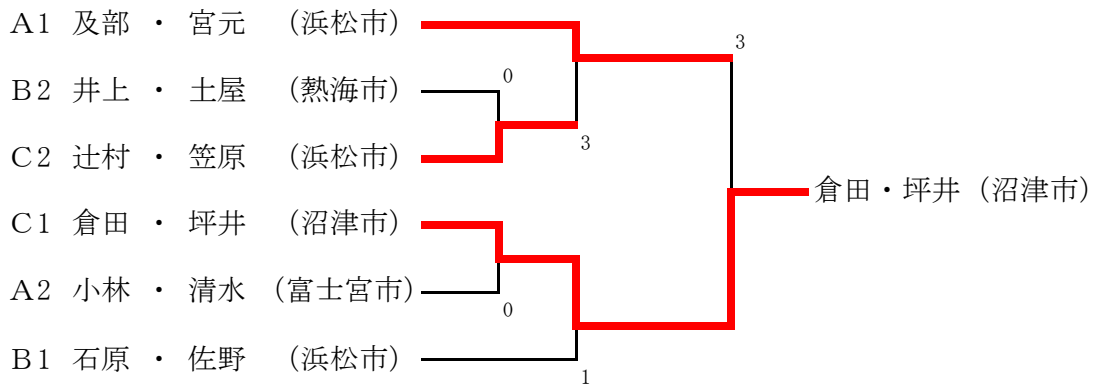 A1 及部 ・ 宮元 (浜松市)
3
B2 井上 ・ 土屋 (熱海市)
0
C2 辻村 ・ 笠原 (浜松市)
3
倉田・坪井 (沼津市)
C1 倉田 ・ 坪井 (沼津市)
A2 小林 ・ 清水 (富士宮市)
0
B1 石原 ・ 佐野 (浜松市)
1